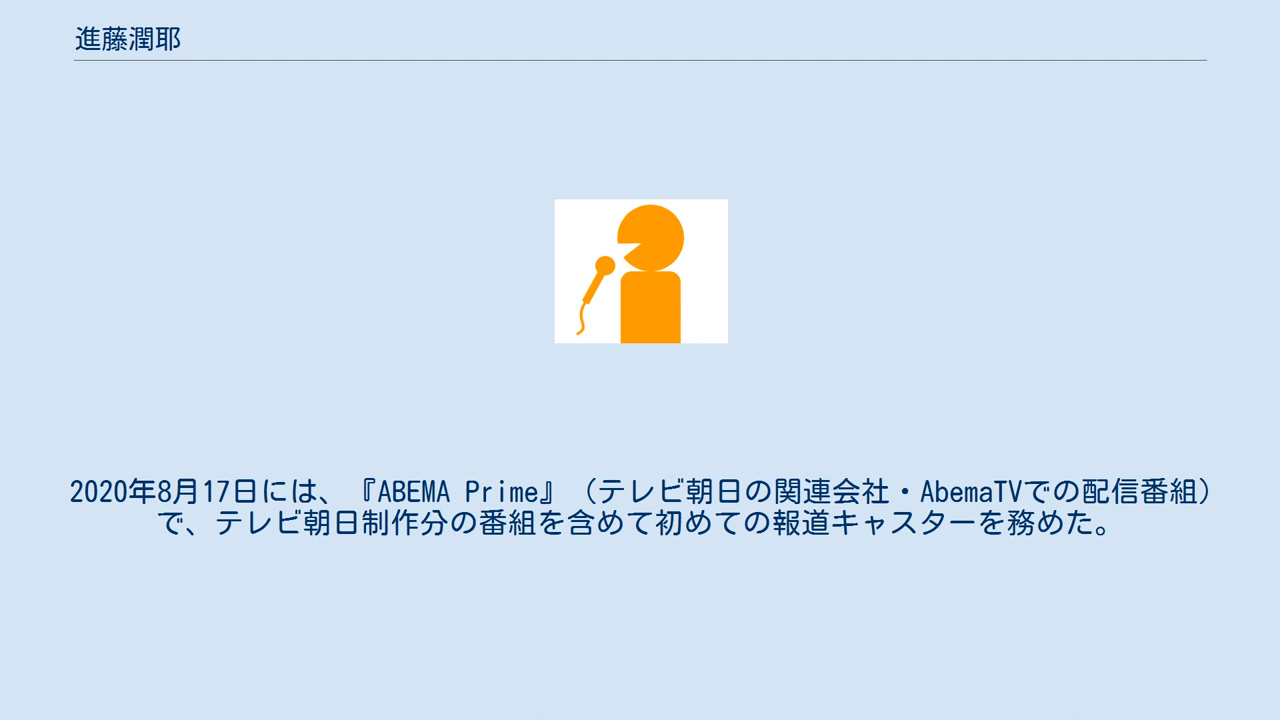 進藤潤耶
2020年8月17日には、『ABEMA Prime』（テレビ朝日の関連会社・AbemaTVでの配信番組）
で、テレビ朝日制作分の番組を含めて初めての報道キャスターを務めた。